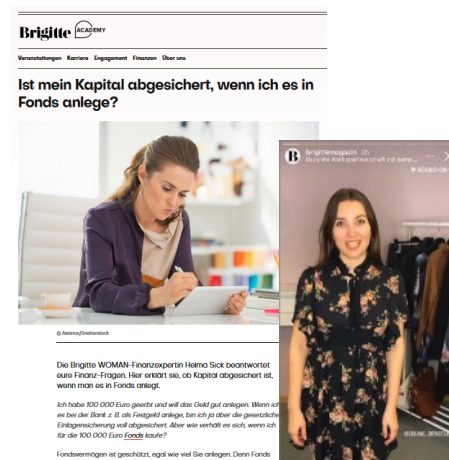 Brigitte ACADEMY
Veranstaltungen Karriere Engagement Finanzen Über uns
Ist mein Kapital abgesichert, wenn ich es in
Fonds anlege?
Die Brigitte WOMAN-Finanzexpertin Helma Sick beantwortet
eure Finanz-Fragen. Hier erklärt sie, ob Kapital abgesichert ist,
wenn man es in Fonds anlegt.
Ich habe 100 000 Euro geerbt und will das Geld gut anlegen. Wenn ich
es bei der Bank z. B. als Festgeld anlege, bin ich ja über die gesetzliche
Einlagensicherung voll abgesichert. Aber wie verhält es sich, wenn ich
für die 100 000 Euro Fonds kaufe?
Fondsvermögen ist geschützt, egal wie viel Sie anlegen. Denn Fonds
B brigittemagazin 2h
Bezahlte
SOUND ON